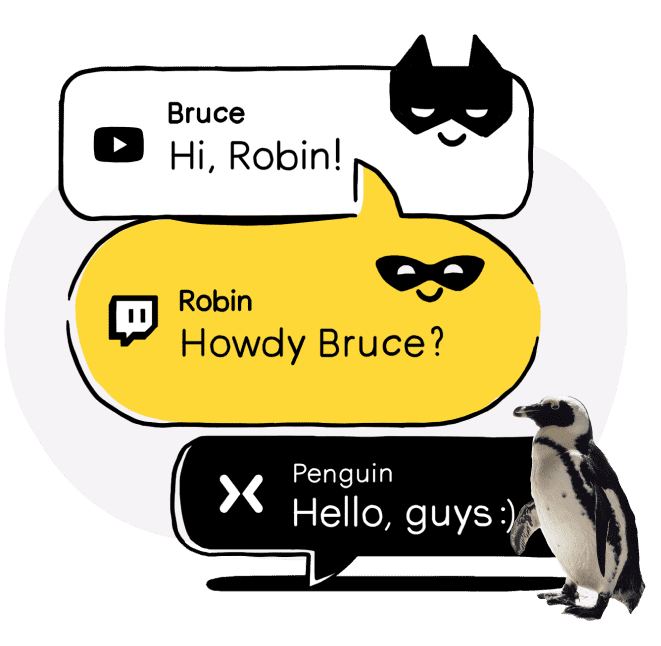 Bruce
Hi, Robin!
Robin
Howdy Bruce?
Penguin
Hello, guys :)